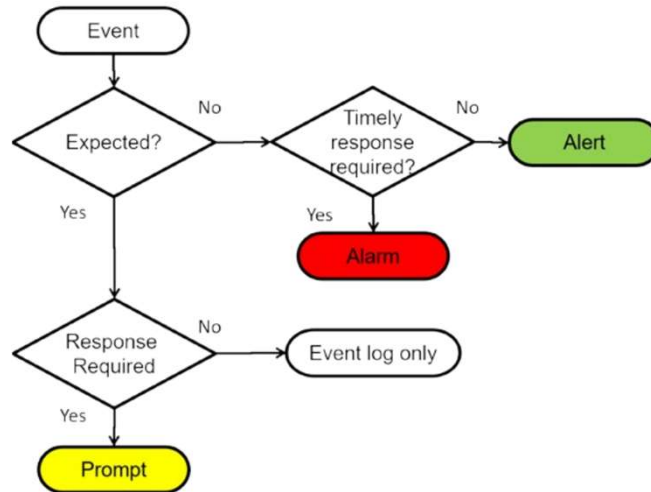 Event
No
No
Expected?
Timely
response
required?
Alert
Yes
Yes
Alarm
Response
Required
No
Event log only
Yes
Prompt